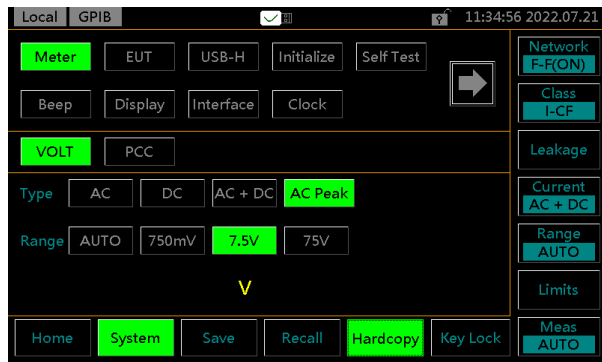 Local GPIB 11:34:56 2022.07.21
Meter EUT USB-H Initialize Self Test
Beep Display Interface Clock
VOLT PCC
Type AC DC AC + DC AC Peak
Range AUTO 750mV 7.5V 75V
V
Home System Save Recall Hardcopy Key Lock
Network
F-F(ON)
Class
I-CF
Leakage
Current
AC + DC
Range
AUTO
Limits
Meas
AUTO